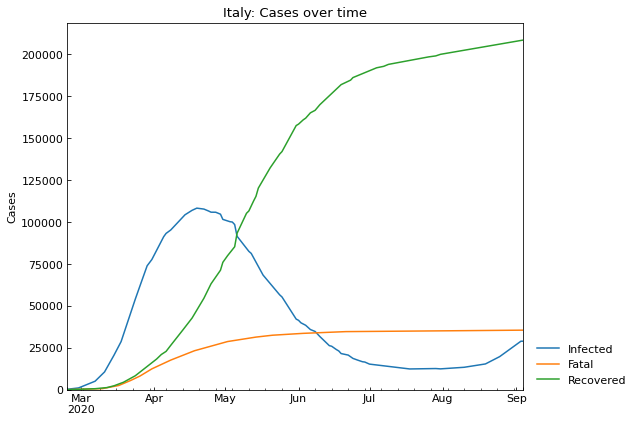 Italy: Cases over time
Cases
200000
175000
150000
125000
100000
75000
50000
25000
0
Mar Apr May Jun Jul Aug Sep
2020
Infected
Fatal
Recovered